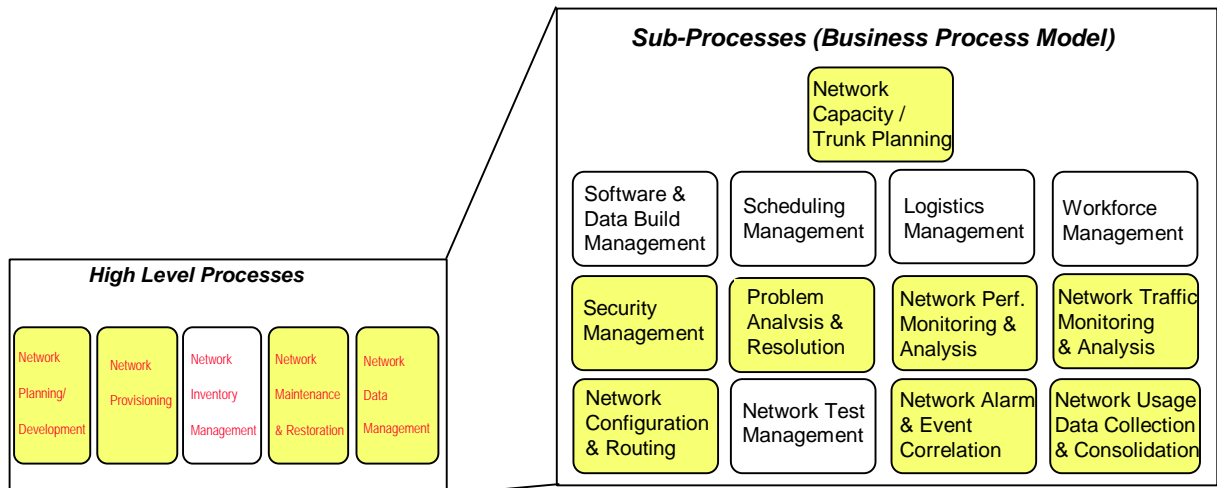 Sub-Processes (Business Process Model)
Network
Capacity /
Trunk Planning
Software &
Data Build
Management
Scheduling
Management
Logistics
Management
Workforce
Management
Security
Management
Problem
Analvsis &
Resolution
Network Perf.
Monitoring &
Analysis
Network Traffic
Monitoring
& Analysis
Network
Configuration
& Routing
Network Test
Management
Network Alarm
& Event
Correlation
Network Usage
Data Collection
& Consolidation
High Level Processes
Network
Planning/
Development
Network
Provisioning
Network
Inventory
Management
Network
Maintenance
& Restoration
Network
Data
Management